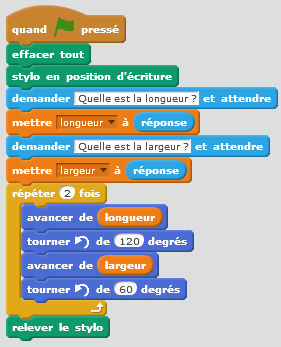 quand pressé
effacer tout
stylo en position d'écriture
demander Quelle est la longueur ? et attendre
mettre longueur à réponse
demander Quelle est la largeur ? et attendre
mettre largeur à réponse
répéter 2 fois
avancer de longueur
tourner de 120 degrés
avancer de largeur
tourner de 60 degrés
relever le stylo